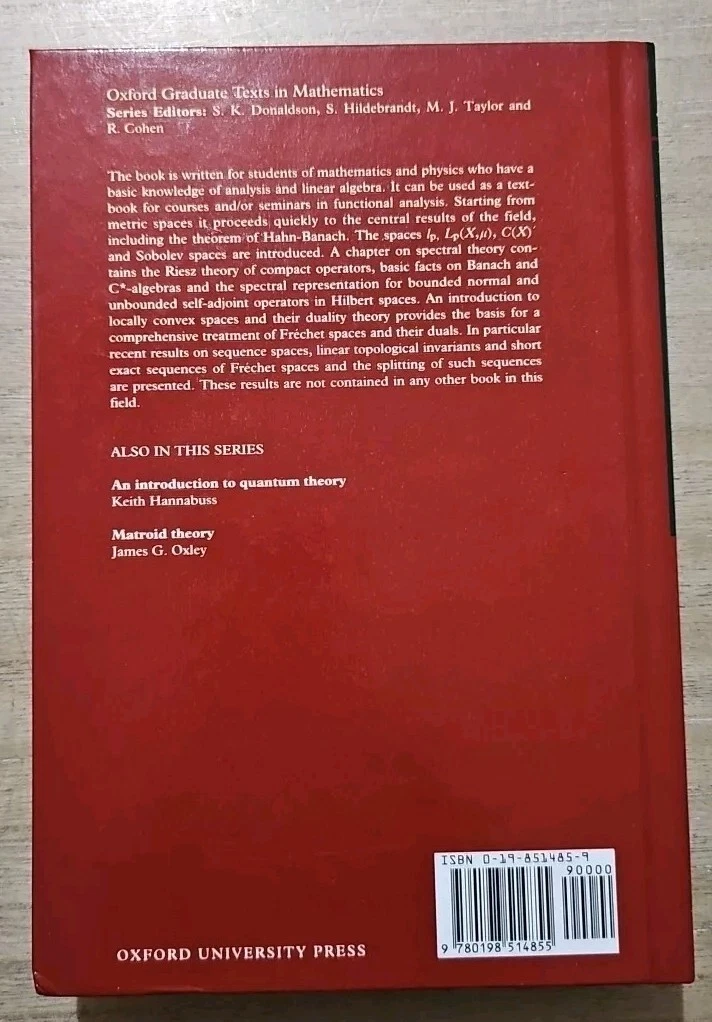 Oxford Graduate Texts in Mathematics
Series Editors: S. K. Donaldson, S. Hildebrandt, M. J. Taylor and
R. Cohen
The book is written for students of mathematics and physics who have a
basic knowledge of analysis and linear algebra. It can be used as a text-
book for courses and/or seminars in functional analysis. Starting from
metric spaces it proceeds quickly to the central results of the field,
including the theorem of Hahn-Banach. The spaces lp, Lp(X,μ), C(X)
and Sobolev spaces are introduced. A chapter on spectral theory con-
tains the Riesz theory of compact operators, basic facts on Banach and
C*-algebras and the spectral representation for bounded normal and
unbounded self-adjoint operators in Hilbert spaces. An introduction to
locally convex spaces and their duality theory provides the basis for a
comprehensive treatment of Fréchet spaces and their duals. In particular
recent results on sequence spaces, linear topological invariants and short
exact sequences of Fréchet spaces and the splitting of such sequences
are presented. These results are not contained in any other book in this
field.
ALSO IN THIS SERIES
An introduction to quantum theory
Keith Hannabuss
Matroid theory
James G. Oxley
ISBN 0-19-851485-9
90000
9 780198 514855
OXFORD UNIVERSITY PRESS